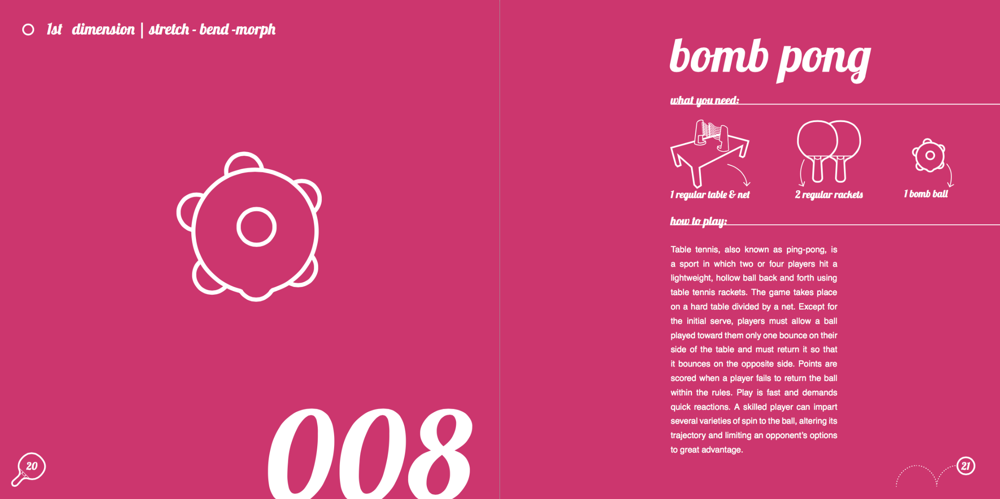 1st dimension | stretch - bend -morph
008
20
bomb pong
what you need:
1 regular table & net
2 regular rackets
1 bomb ball
how to play:
Table tennis, also known as ping-pong, is
a sport in which two or four players hit a
lightweight, hollow ball back and forth using
table tennis rackets. The game takes place
on a hard table divided by a net. Except for
the initial serve, players must allow a ball
played toward them only one bounce on their
side of the table and must return it so that
it bounces on the opposite side. Points are
scored when a player fails to return the ball
within the rules. Play is fast and demands
quick reactions. A skilled player can impart
several varieties of spin to the ball, altering its
trajectory and limiting an opponent's options
to great advantage.
21